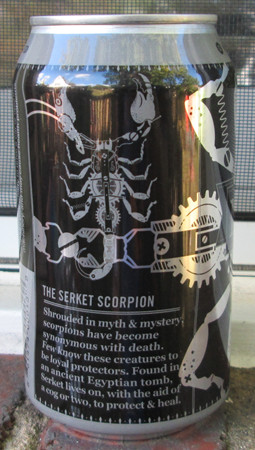 THE SERKET SCORPION
Shrouded in myth & mystery,
scorpions have become
synonymous with death.
Few know these creatures to
be loyal protectors. Found in
an ancient Egyptian tomb,
Serket lives on, with the aid of
a cog or two, to protect & heal.